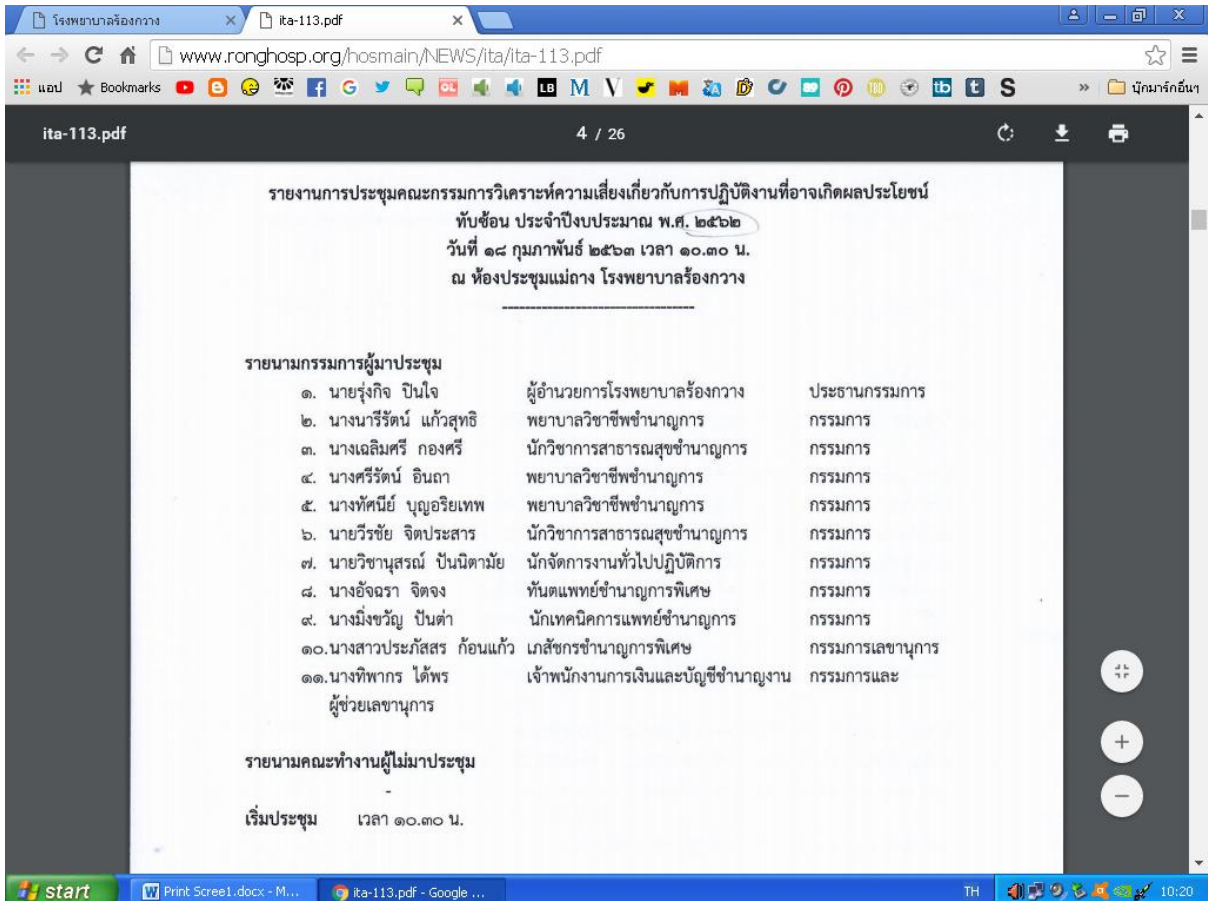 โรงพยาบาลร้องกวาง
ita-113.pdf
www.ronghosp.org/hosmain/NEWS/ita/ita-113.pdf
แอป Bookmarks
» บุ๊กมาร์กอื่นๆ
ita-113.pdf 4 / 26
รายงานการประชุมคณะกรรมการวิเคราะห์ความเสี่ยงเกี่ยวกับการปฏิบัติงานที่อาจเกิดผลประโยชน์
ทับซ้อน ประจำปีงบประมาณ พ.ศ. ๒๕๖๒
วันที่ ๑๘ กุมภาพันธ์ ๒๕๖๓ เวลา ๑๐.๓๐ น.
ณ ห้องประชุมแม่ถาง โรงพยาบาลร้องกวาง
--------------------------------
รายนามกรรมการผู้มาประชุม
๑. นายรุ่งกิจ ปินใจ ผู้อำนวยการโรงพยาบาลร้องกวาง ประธานกรรมการ
๒. นางนารีรัตน์ แก้วสุทธิ พยาบาลวิชาชีพชำนาญการ กรรมการ
๓. นางเฉลิมศรี กองศรี นักวิชาการสาธารณสุขชำนาญการ กรรมการ
๔. นางศรีรัตน์ อินถา พยาบาลวิชาชีพชำนาญการ กรรมการ
๕. นางทัศนีย์ บุญอริยเทพ พยาบาลวิชาชีพชำนาญการ กรรมการ
๖. นายวีรชัย จิตประสาร นักวิชาการสาธารณสุขชำนาญการ กรรมการ
๗. นายวิชานุสรณ์ ปันนิตามัย นักจัดการงานทั่วไปปฏิบัติการ กรรมการ
๘. นางอัจฉรา จิตจง ทันตแพทย์ชำนาญการพิเศษ กรรมการ
๙. นางมิ่งขวัญ ปันต่า นักเทคนิคการแพทย์ชำนาญการ กรรมการ
๑๐.นางสาวประภัสสร ก้อนแก้ว เภสัชกรชำนาญการพิเศษ กรรมการเลขานุการ
๑๑.นางทิพากร ได้พร เจ้าพนักงานการเงินและบัญชีชำนาญงาน กรรมการและ
ผู้ช่วยเลขานุการ
รายนามคณะทำงานผู้ไม่มาประชุม
-
เริ่มประชุม เวลา ๑๐.๓๐ น.
start Print Scree1.docx - M... ita-113.pdf - Google ... TH 10:20